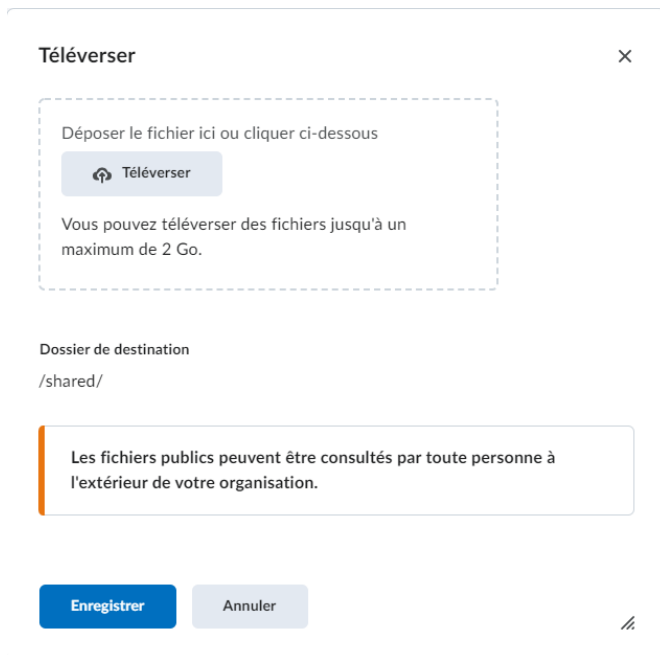 Téléverser
Déposer le fichier ici ou cliquer ci-dessous
Téléverser
Vous pouvez téléverser des fichiers jusqu'à un
maximum de 2 Go.
Dossier de destination
/shared/
Les fichiers publics peuvent être consultés par toute personne à
l'extérieur de votre organisation.
Enregistrer
Annuler